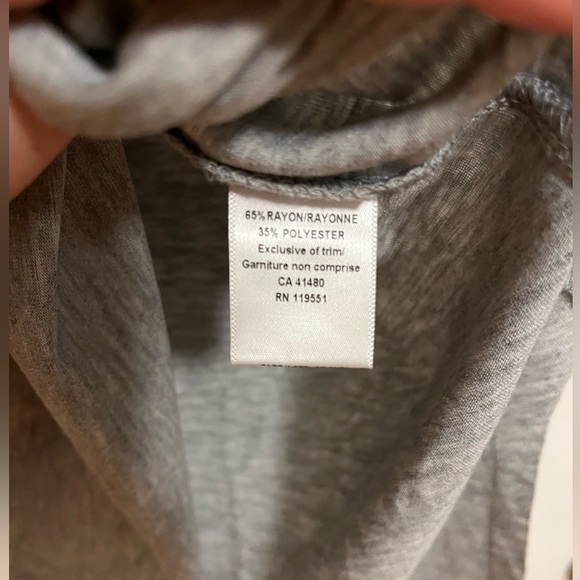 65% RAYON/RAYONNE
35% POLYESTER
Exclusive of trim/
Garniture non comprise
CA 41480
RN 119551